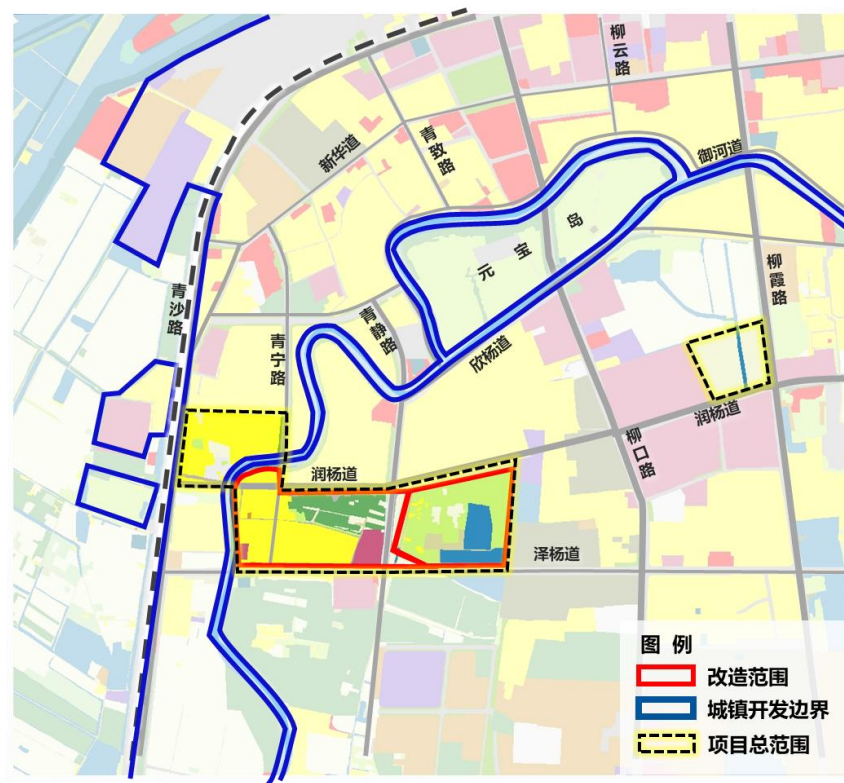 柳云路
青致路
新华道
御河道
元宝岛
柳霞路
青沙路
青静路
欣杨道
青宁路
润杨道
柳口路
润杨道
泽杨道
图 例
改造范围
城镇开发边界
项目总范围